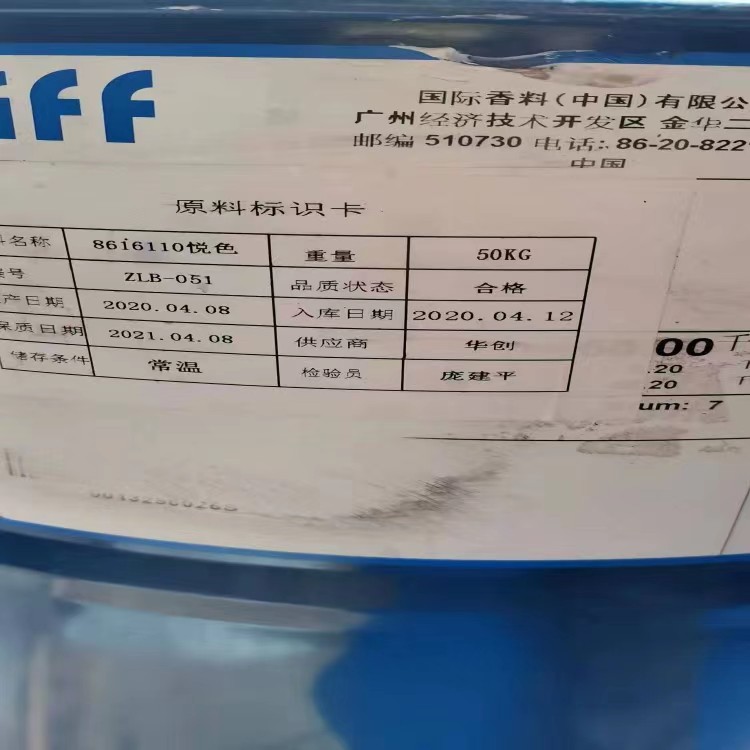 iff
国际香料(中国)有限公
广州经济技术开发区 金华二
邮编 510730 电话:. 86-20-822
中国
原料标识卡
名称 8616110悦色 重量 50KG
号 ZLB-051 品质状态 合格
产日期 2020.04.08 入库日期 2020.04.12
保质日期 2021.04.08 供应商 华创
储存条件 常温 检验员 庞建平
00 千
.20
.20
um: 7